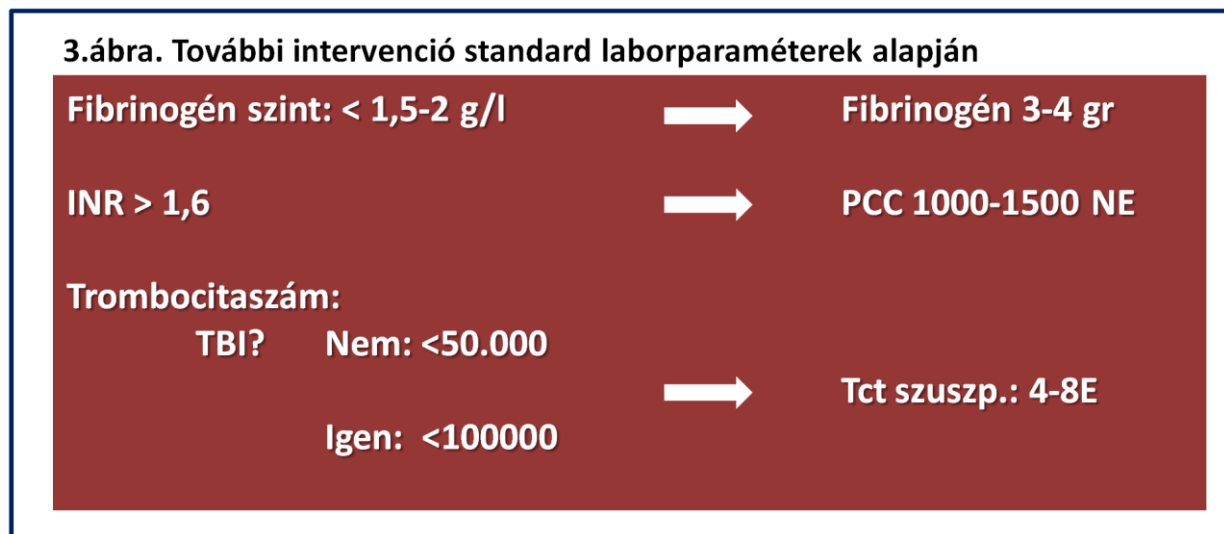 3.ábra. További intervenció standard laborparaméterek alapján
Fibrinogén szint: < 1,5-2 g/l Fibrinogén 3-4 gr
INR > 1,6 PCC 1000-1500 NE
Trombocitaszám:
TBI? Nem: <50.000
Tct szuszp.: 4-8E
Igen: <100000